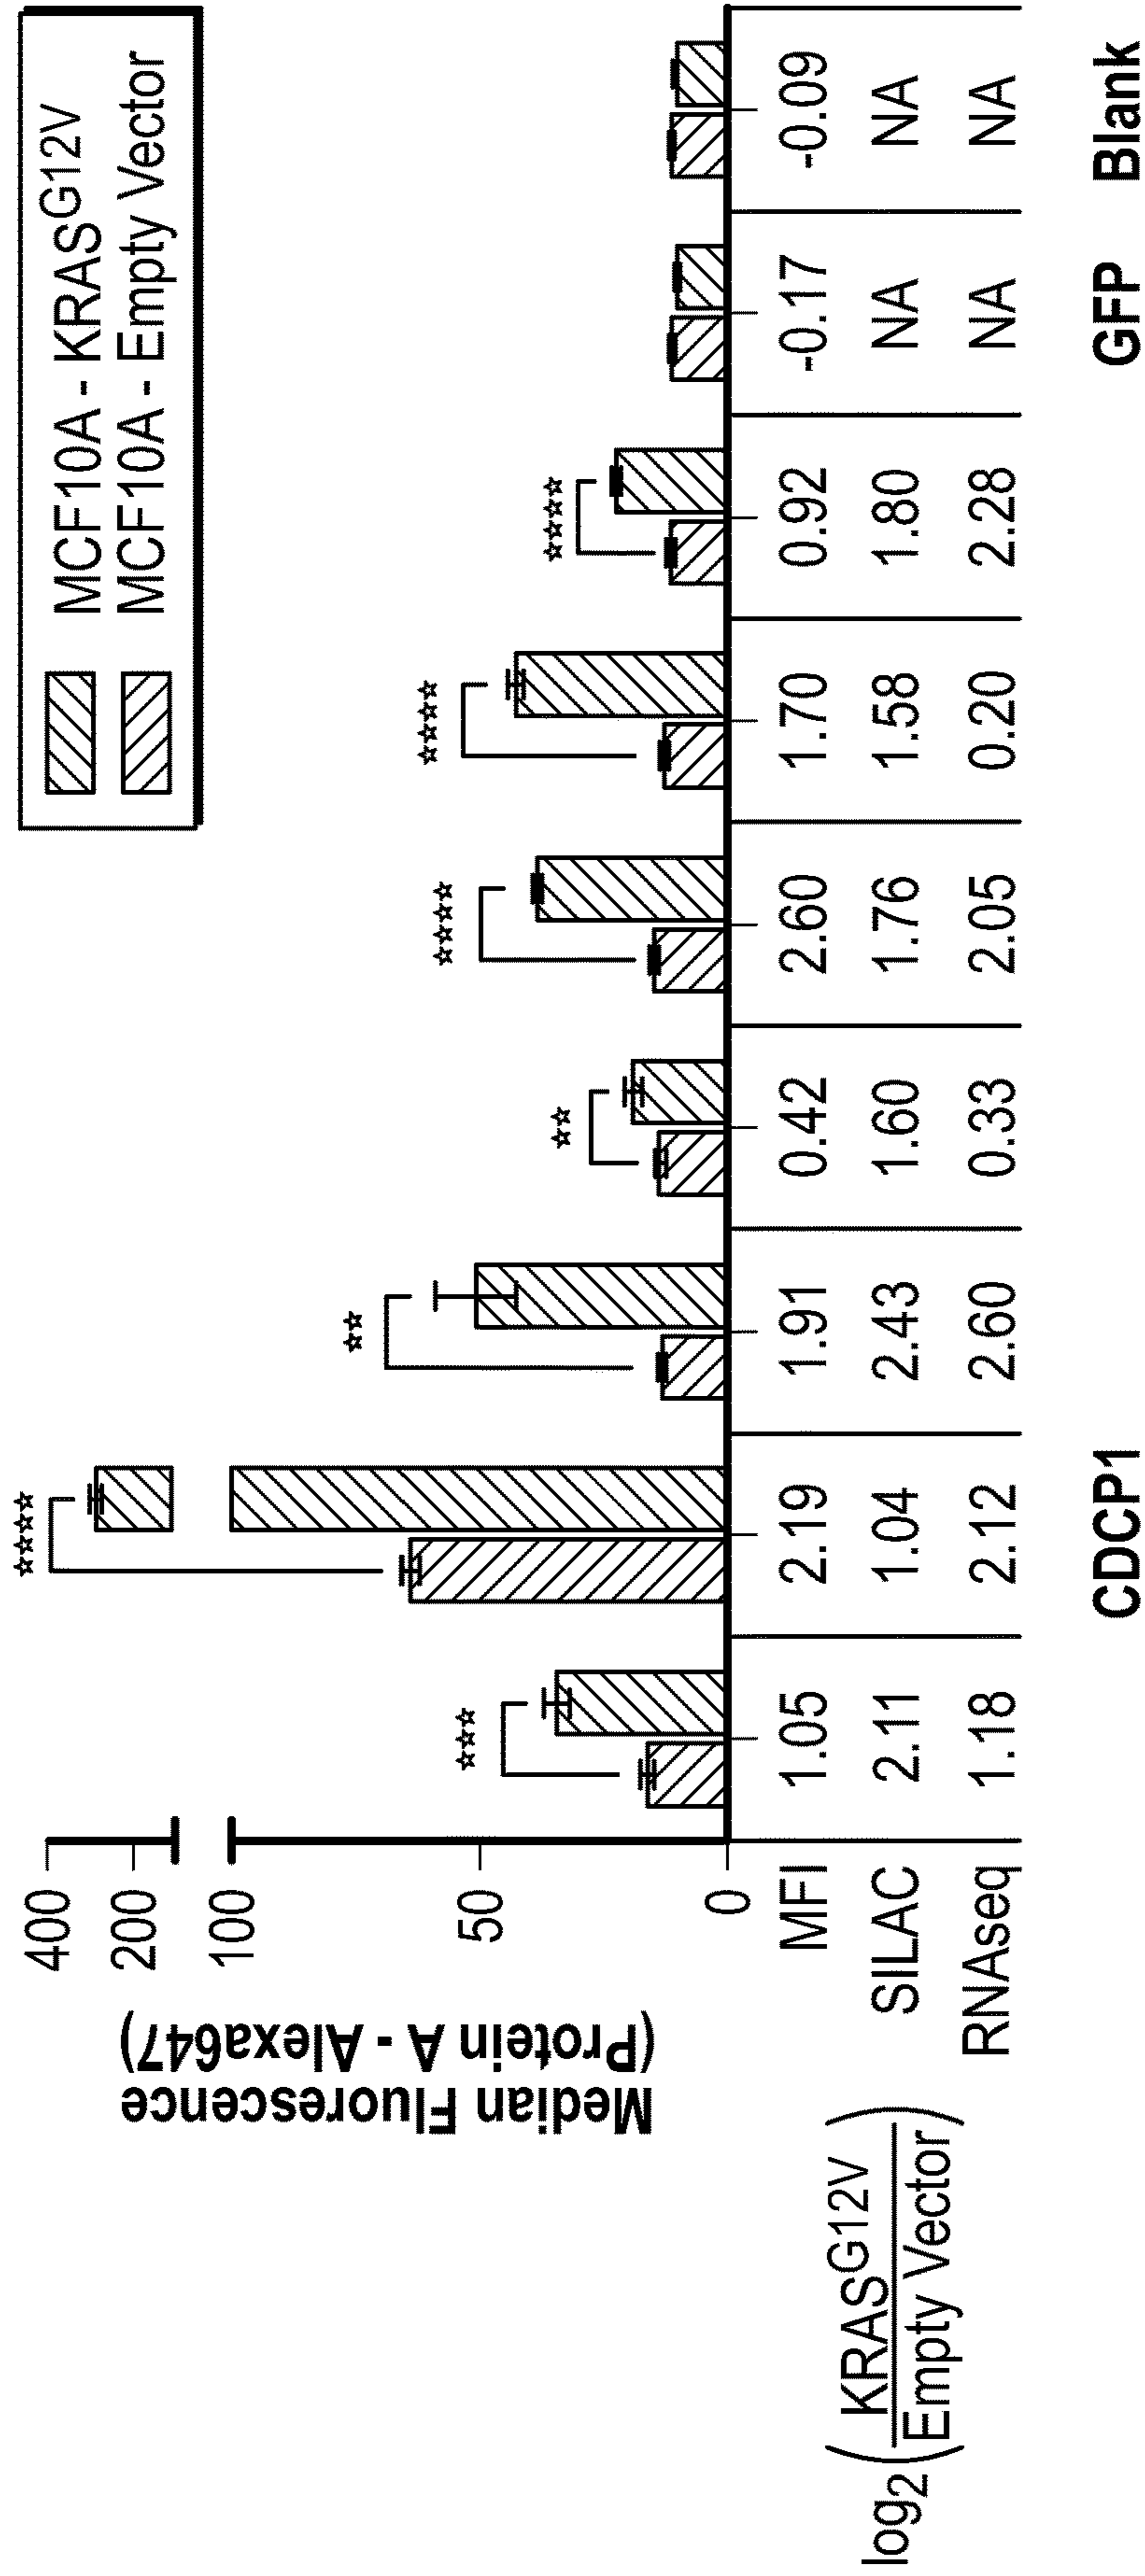 MCF10A - KRASG12V
MCF10A - Empty Vector
Median Fluorescence
(Protein A - Alexa647)
400
200
100
50
0
☆☆☆
☆☆☆☆
☆☆
☆☆
☆☆☆☆
☆☆☆☆
☆☆☆☆
log2(KRASG12V
Empty Vector)
MFI 1.05 2.19 1.91 0.42 2.60 1.70 0.92 -0.17 -0.09
SILAC 2.11 1.04 2.43 1.60 1.76 1.58 1.80 NA NA
RNAseq 1.18 2.12 2.60 0.33 2.05 0.20 2.28 NA NA
CDCP1 GFP Blank